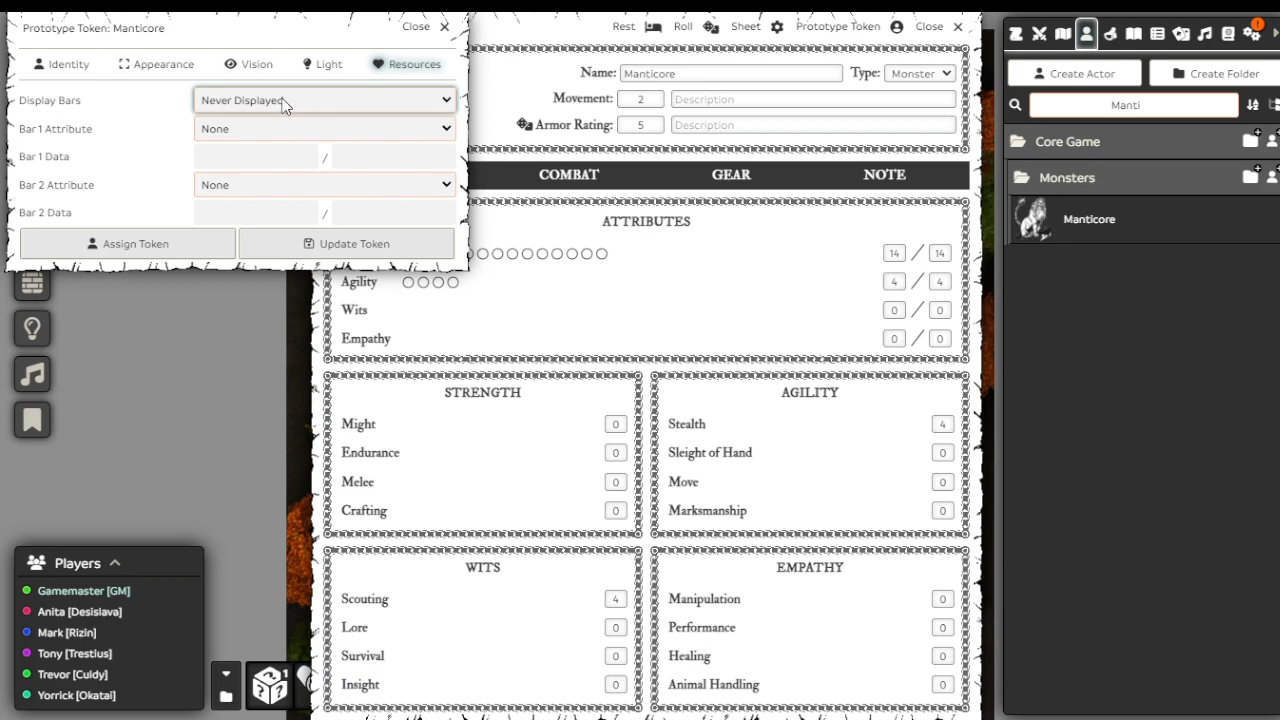 Prototype Token: Manticore
Close
Identity
Appearance
Vision
Light
Resources
Display Bars
Never Displayed
Bar 1 Attribute
None
Bar 1 Data
/
Bar 2 Attribute
None
Bar 2 Data
/
Assign Token
Update Token
Rest
Roll
Sheet
Prototype Token
Close
Name:
Manticore
Type:
Monster
Movement:
2
Description
Armor Rating:
5
Description
COMBAT
GEAR
NOTE
ATTRIBUTES
14 / 14
Agility
4 / 4
Wits
0 / 0
Empathy
0 / 0
STRENGTH
Might 0
Endurance 0
Melee 0
Crafting 0
AGILITY
Stealth 4
Sleight of Hand 0
Move 0
Marksmanship 0
WITS
Scouting 4
Lore 0
Survival 0
Insight 0
EMPATHY
Manipulation 0
Performance 0
Healing 0
Animal Handling 0
Players
Gamemaster [GM]
Anita [Desislava]
Mark [Rizin]
Tony [Trestius]
Trevor [Culdy]
Yorrick [Okatai]
1
Create Actor
Create Folder
Manti
Core Game
Monsters
Manticore